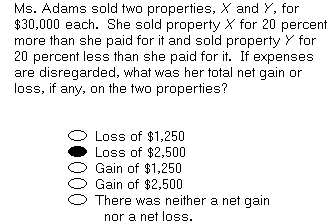 Ms. Adams sold two properties, X and Y, for
$30,000 each. She sold property X for 20 percent
more than she paid for it and sold property Y for
20 percent less than she paid for it. If expenses
are disregarded, what was her total net gain or
loss, if any, on the two properties?
Loss of $1,250
Loss of $2,500
Gain of $1,250
Gain of $2,500
There was neither a net gain
nor a net loss.